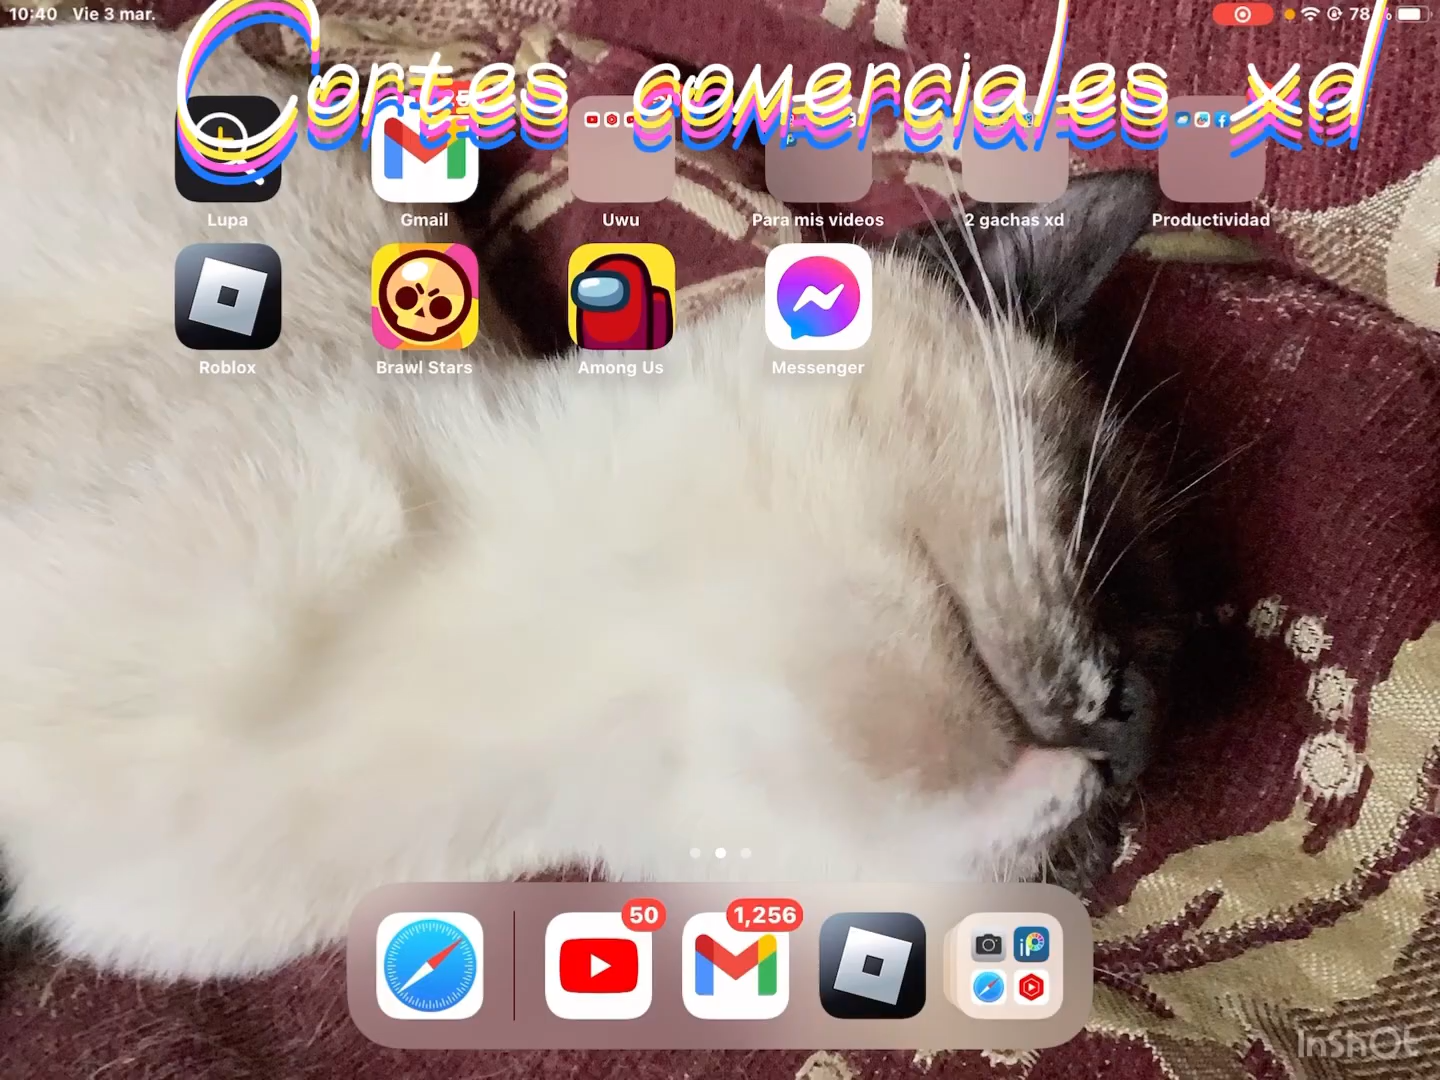 10:40 Vie 3 mar.
78
Cortes comerciales xd
Lupa
Gmail
Uwu
Para mis videos
2 gachas xd
Productividad
Roblox
Brawl Stars
Among Us
Messenger
50
1,256
InShOt